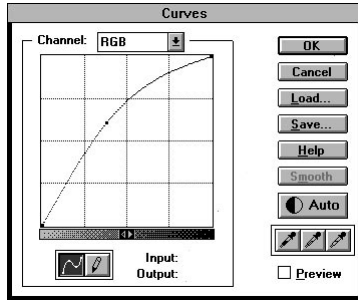 Curves
Channel: RGB
OK
Cancel
Load...
Save...
Help
Smooth
Auto
Input:
Output:
Preview